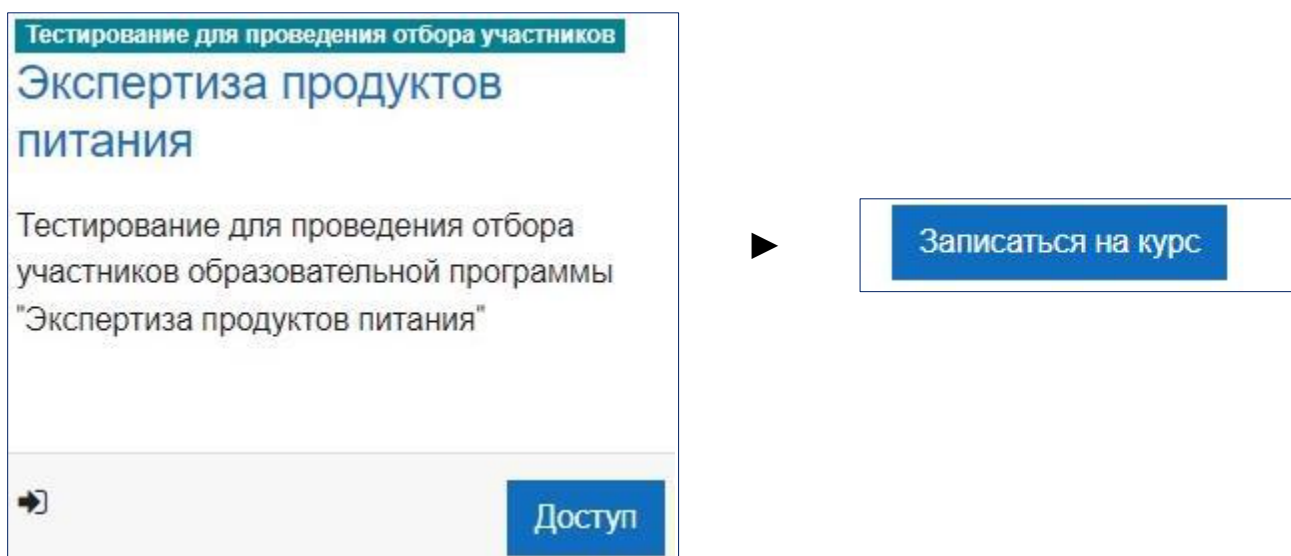 Тестирование для проведения отбора участников
Экспертиза продуктов
питания
Тестирование для проведения отбора
участников образовательной программы
"Экспертиза продуктов питания"
Доступ
Записаться на курс